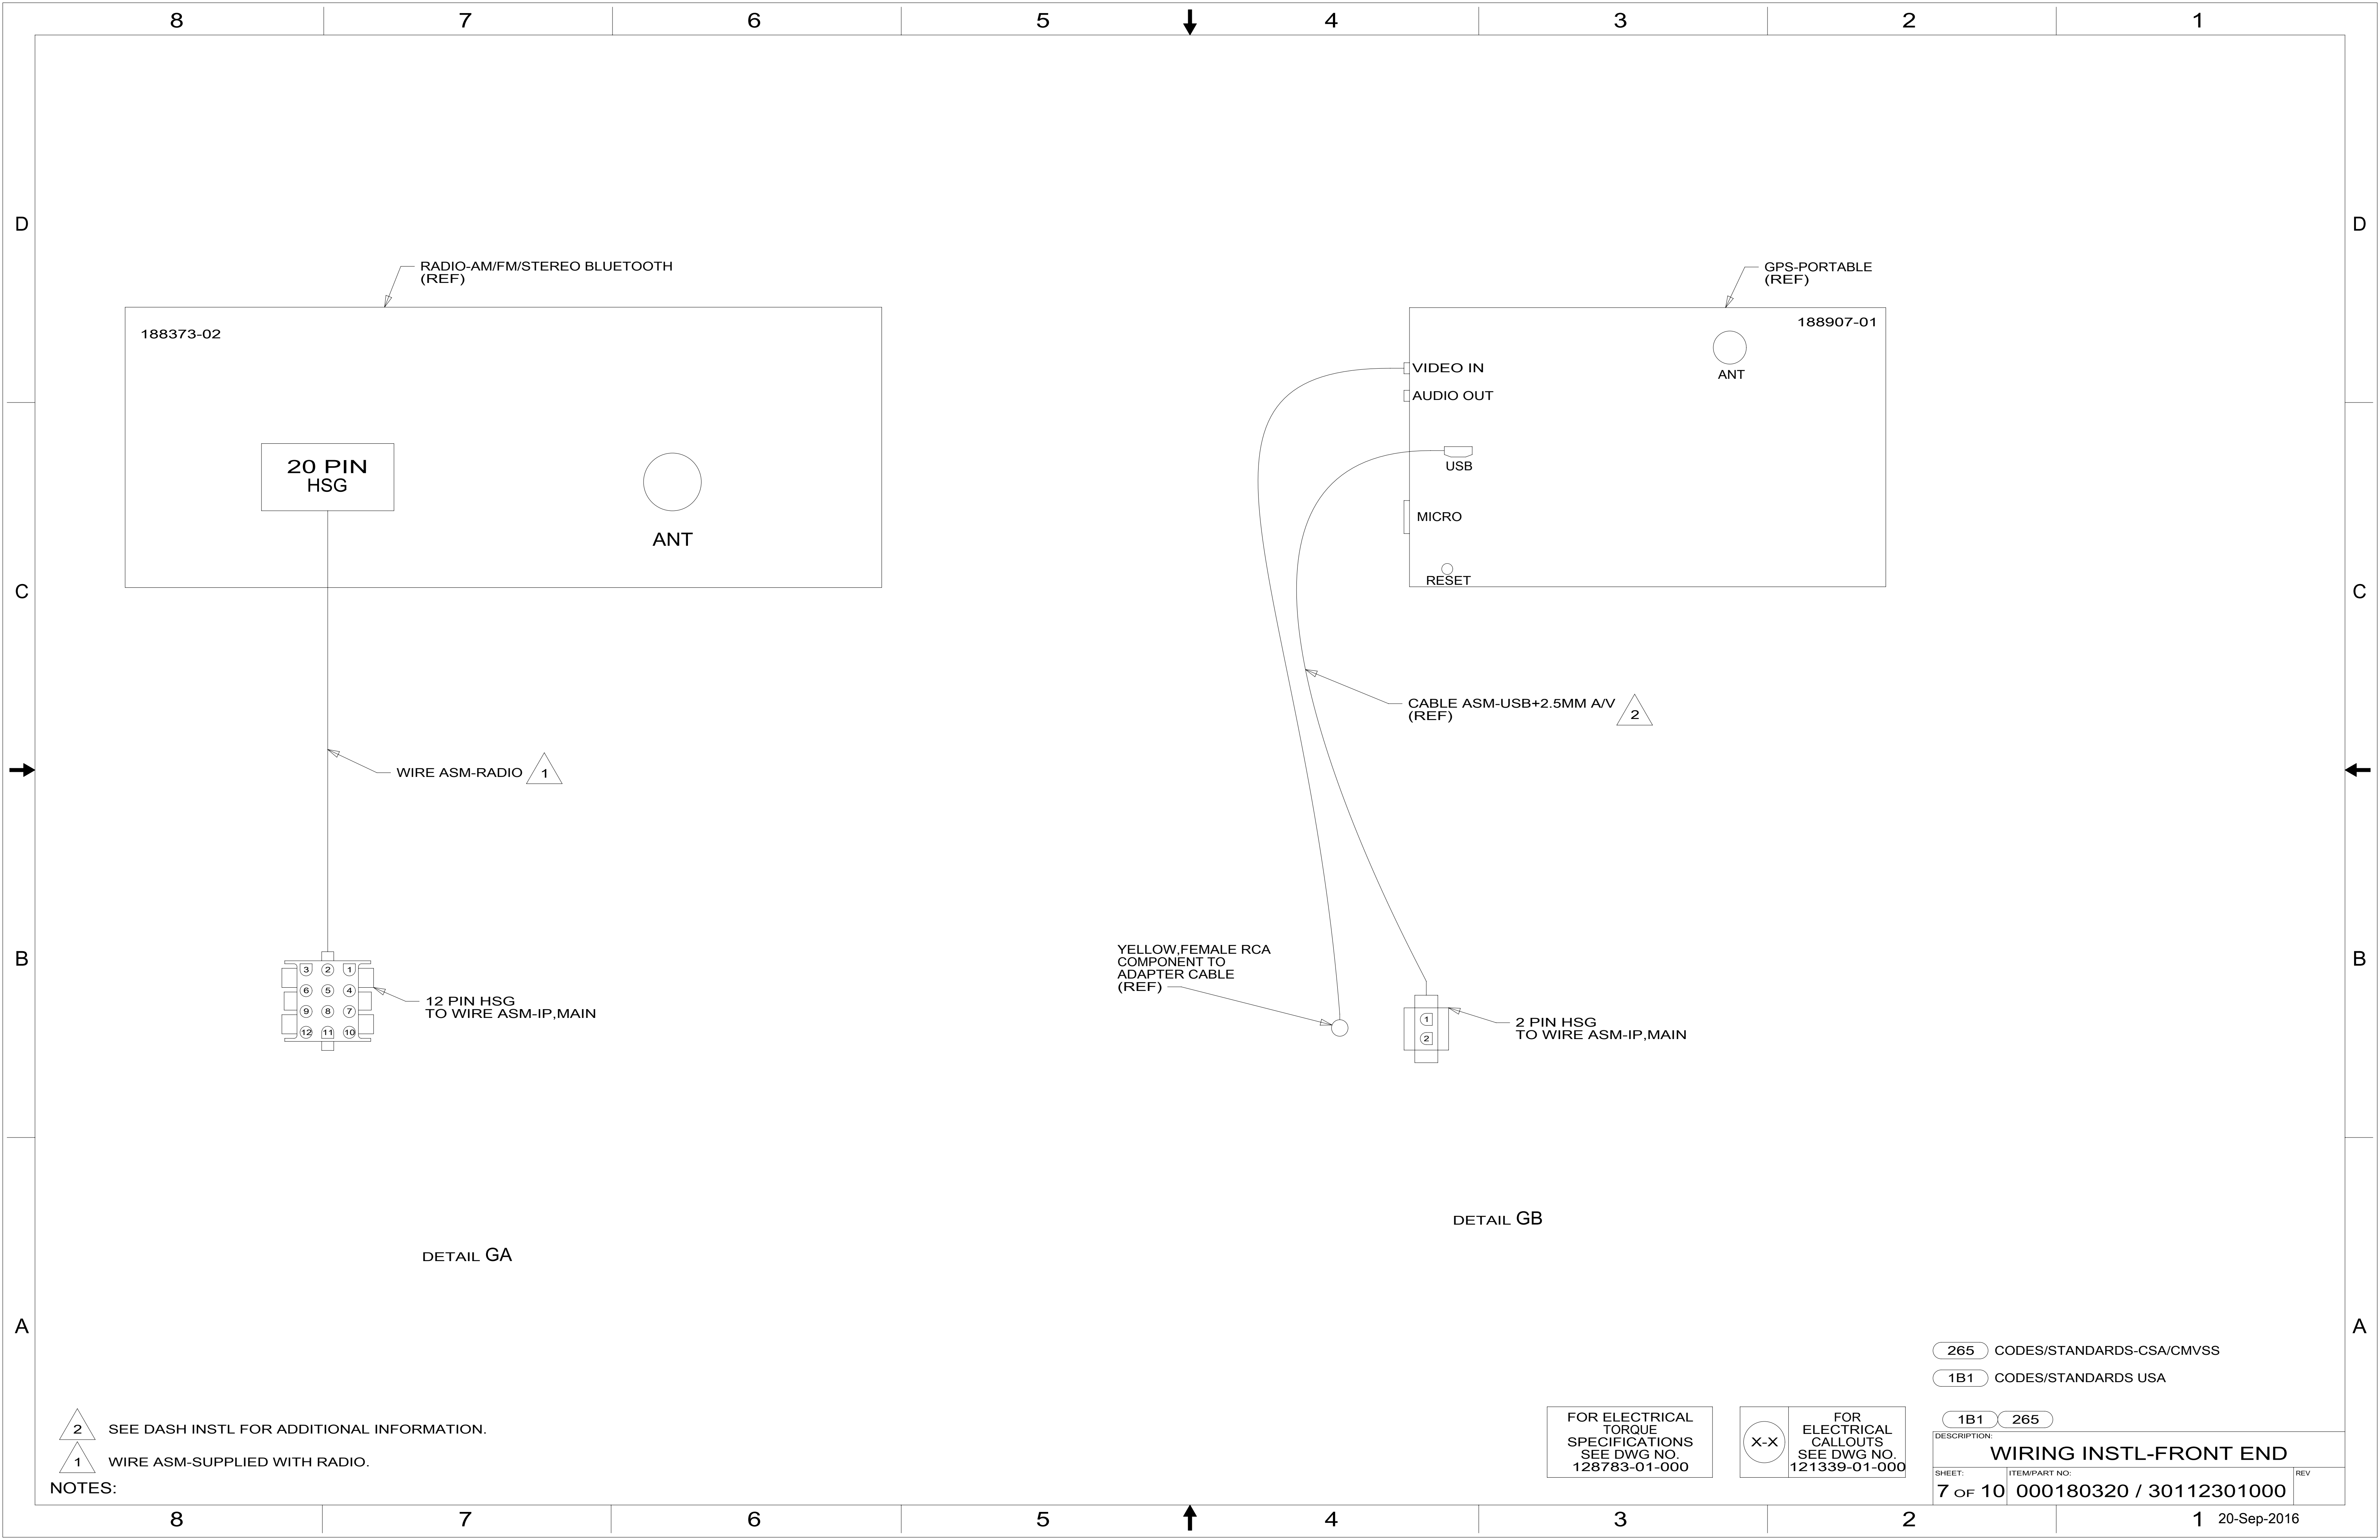 8 7 6 5 4 3 2 1
D D
RADIO-AM/FM/STEREO BLUETOOTH
(REF)
188373-02
20 PIN
HSG
ANT
GPS-PORTABLE
(REF)
188907-01
VIDEO IN
ANT
AUDIO OUT
USB
MICRO
RESET
C C
CABLE ASM-USB+2.5MM A/V 2
(REF)
WIRE ASM-RADIO 1
B B
3 2 1
6 5 4
9 8 7
12 11 10
12 PIN HSG
TO WIRE ASM-IP,MAIN
YELLOW,FEMALE RCA
COMPONENT TO
ADAPTER CABLE
(REF)
1
2
2 PIN HSG
TO WIRE ASM-IP,MAIN
DETAIL GA
DETAIL GB
A A
2 SEE DASH INSTL FOR ADDITIONAL INFORMATION.
1 WIRE ASM-SUPPLIED WITH RADIO.
NOTES:
FOR ELECTRICAL
TORQUE
SPECIFICATIONS
SEE DWG NO.
128783-01-000
X-X
FOR
ELECTRICAL
CALLOUTS
SEE DWG NO.
121339-01-000
265 CODES/STANDARDS-CSA/CMVSS
1B1 CODES/STANDARDS USA
1B1 265
DESCRIPTION:
WIRING INSTL-FRONT END
SHEET: ITEM/PART NO: REV
7 OF 10 000180320 / 30112301000
8 7 6 5 4 3 2 1
20-Sep-2016